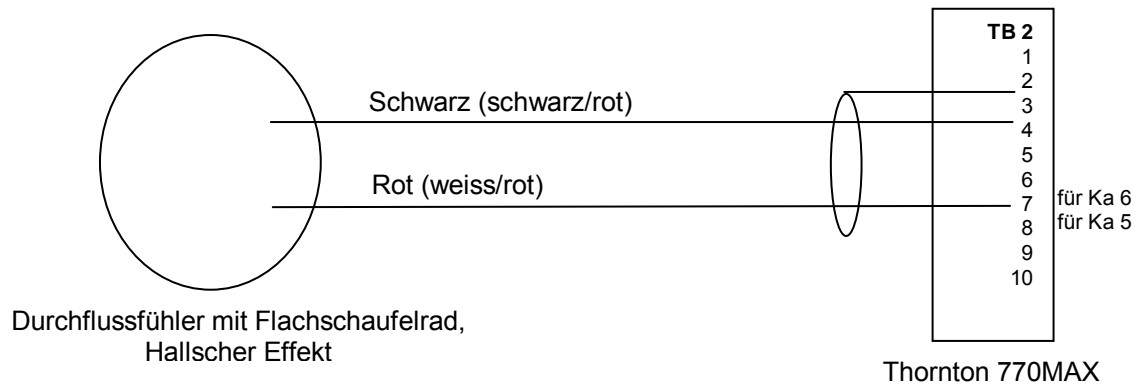 TB 2
1
2
Schwarz (schwarz/rot)
3
4
5
Rot (weiss/rot)
6
7 für Ka 6
8 für Ka 5
9
10
Durchflussfühler mit Flachschaufelrad,
Hallscher Effekt
Thornton 770MAX